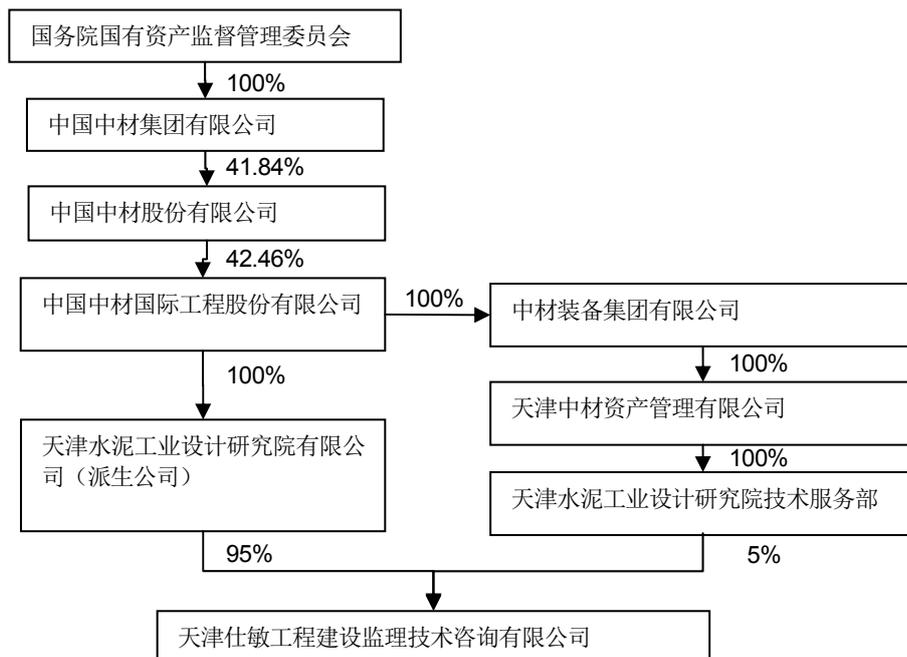 国务院国有资产监督管理委员会
100%
中国中材集团有限公司
41.84%
中国中材股份有限公司
42.46%
中国中材国际工程股份有限公司
100%
中材装备集团有限公司
100%
100%
天津中材资产管理有限公司
天津水泥工业设计研究院有限公
司（派生公司）
100%
天津水泥工业设计研究院技术服务部
95%
5%
天津仕敏工程建设监理技术咨询有限公司